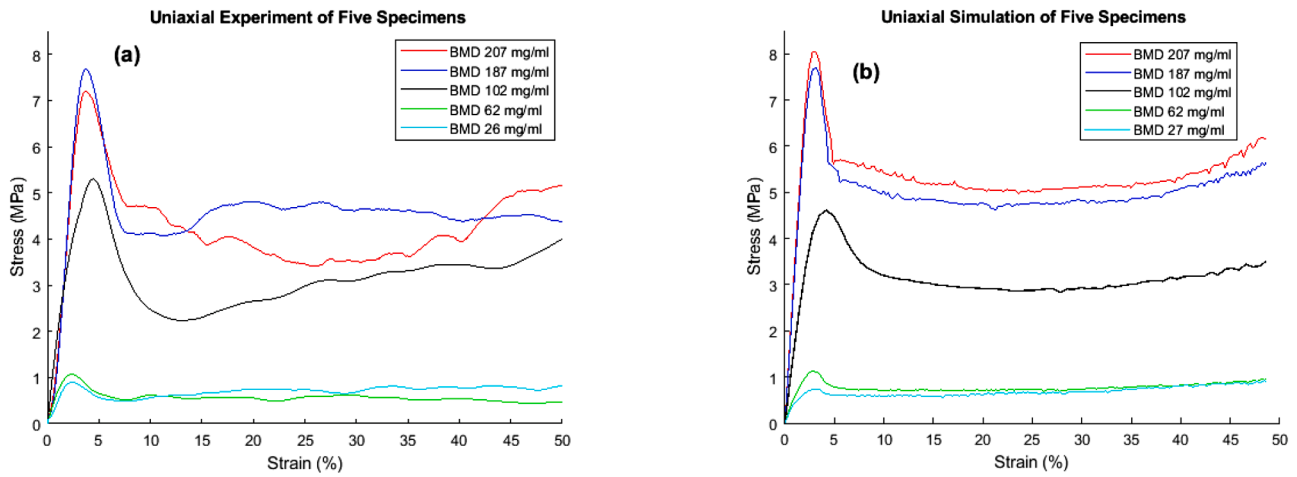 Uniaxial Experiment of Five Specimens
(a)
BMD 207 mg/ml
BMD 187 mg/ml
BMD 102 mg/ml
BMD 62 mg/ml
BMD 26 mg/ml
Stress (MPa)
8
7
6
5
4
3
2
1
0
0 5 10 15 20 25 30 35 40 45 50
Strain (%)
Uniaxial Simulation of Five Specimens
(b)
BMD 207 mg/ml
BMD 187 mg/ml
BMD 102 mg/ml
BMD 62 mg/ml
BMD 27 mg/ml
Stress (MPa)
8
7
6
5
4
3
2
1
0
0 5 10 15 20 25 30 35 40 45 50
Strain (%)